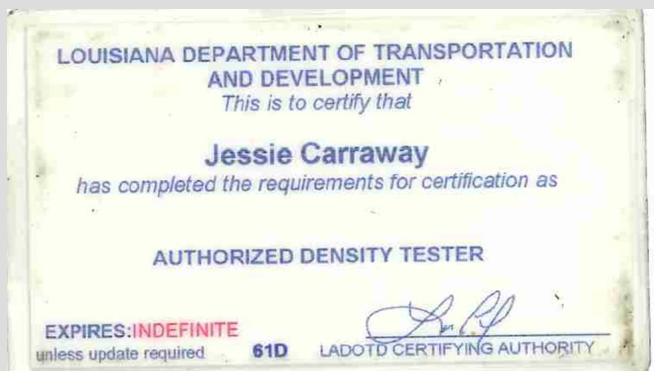 LOUISIANA DEPARTMENT OF TRANSPORTATION
AND DEVELOPMENT
This is to certify that
Jessie Carraway
has completed the requirements for certification as
AUTHORIZED DENSITY TESTER
EXPIRES:INDEFINITE
unless update required 61D LADOTD CERTIFYING AUTHORITY